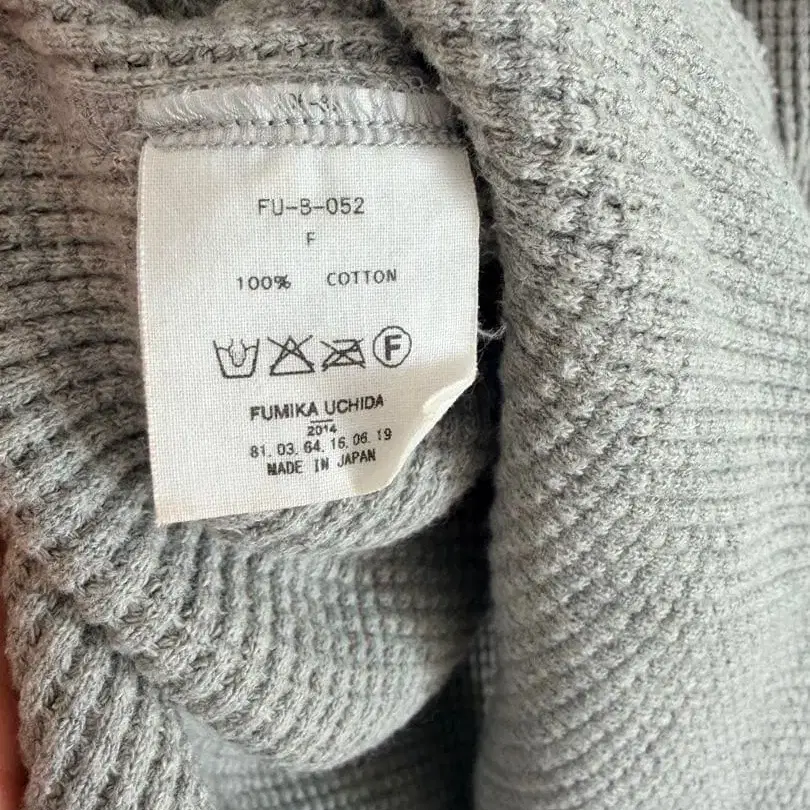 FU-B-052
F
100% COTTON
F
FUMIKA UCHIDA
2014
81.03.64.16.06.19
MADE IN JAPAN